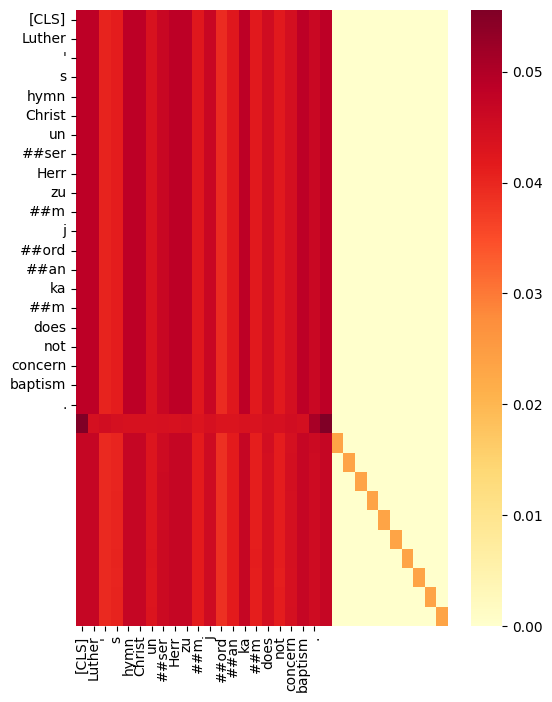 [CLS]
Luther
'
s
hymn
Christ
un
##ser
Herr
zu
##m
j
##ord
##an
ka
##m
does
not
concern
baptism
.
0.05
0.04
0.03
0.02
0.01
0.00
[CLS]
Luther
'
s
hymn
Christ
un
##ser
Herr
zu
##m
j
##ord
##an
ka
##m
does
not
concern
baptism
.